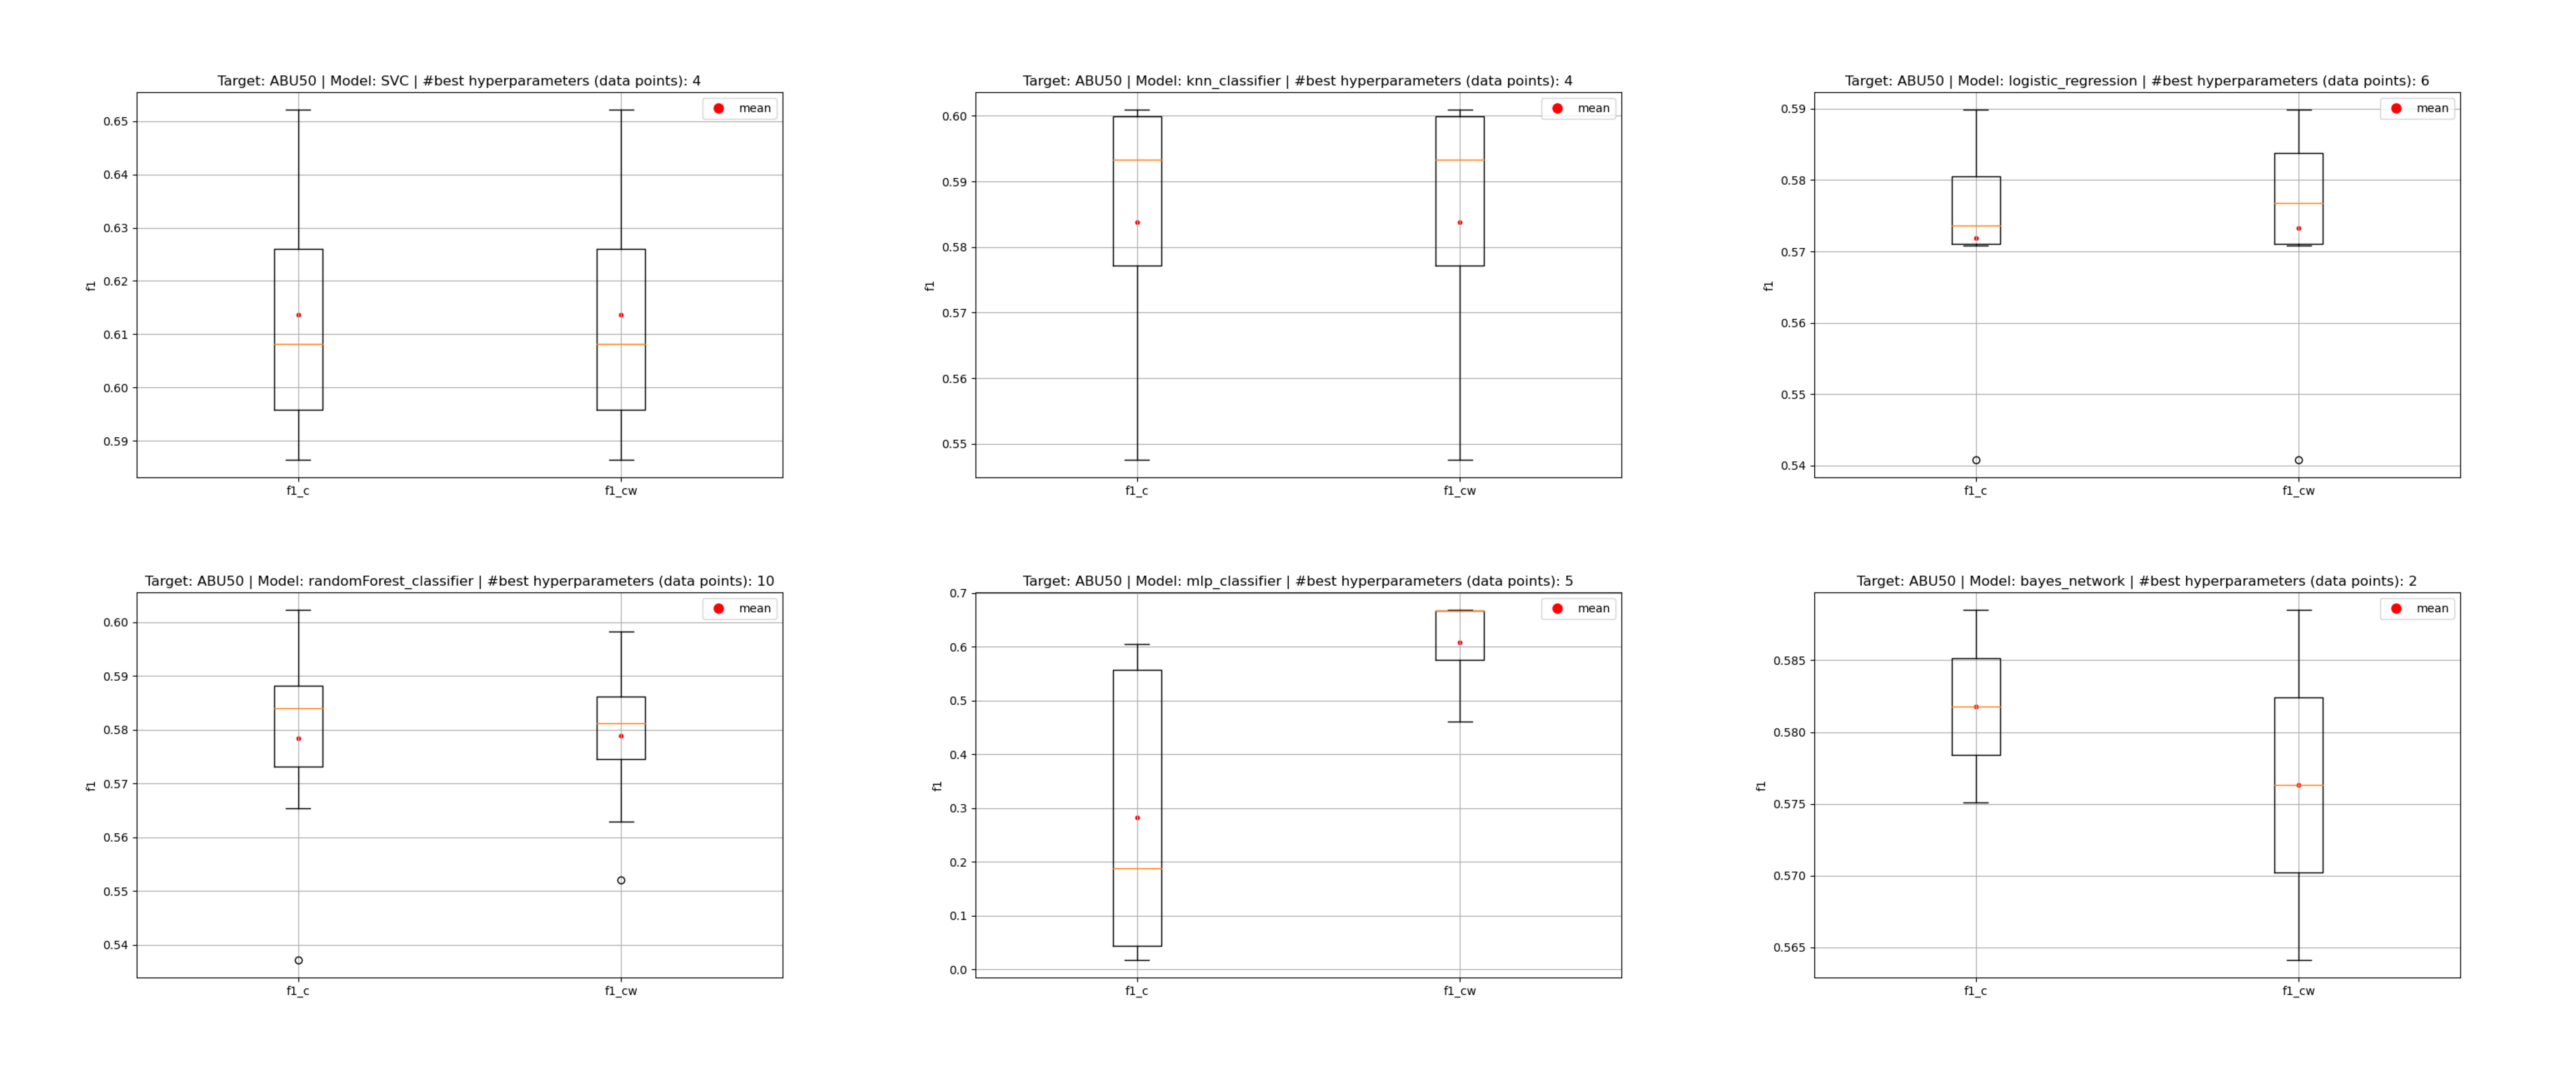 Target: ABU50 | Model: SVC | #best hyperparameters (data points): 4
mean
0.65
0.64
0.63
0.62
0.61
0.60
0.59
f1
f1_c
f1_cw
Target: ABU50 | Model: knn_classifier | #best hyperparameters (data points): 4
mean
0.60
0.59
0.58
0.57
0.56
0.55
f1
f1_c
f1_cw
Target: ABU50 | Model: logistic_regression | #best hyperparameters (data points): 6
mean
0.59
0.58
0.57
0.56
0.55
0.54
f1
f1_c
f1_cw
Target: ABU50 | Model: randomForest_classifier | #best hyperparameters (data points): 10
mean
0.60
0.59
0.58
0.57
0.56
0.55
0.54
f1
f1_c
f1_cw
Target: ABU50 | Model: mlp_classifier | #best hyperparameters (data points): 5
mean
0.7
0.6
0.5
0.4
0.3
0.2
0.1
0.0
f1
f1_c
f1_cw
Target: ABU50 | Model: bayes_network | #best hyperparameters (data points): 2
mean
0.585
0.580
0.575
0.570
0.565
f1
f1_c
f1_cw